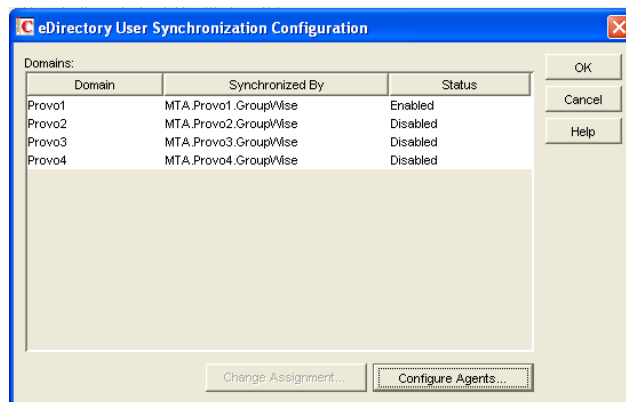 eDirectory User Synchronization Configuration
Domains:
Domain Synchronized By Status
Provo1 MTA.Provo1.GroupWise Enabled
Provo2 MTA.Provo2.GroupWise Disabled
Provo3 MTA.Provo3.GroupWise Disabled
Provo4 MTA.Provo4.GroupWise Disabled
OK
Cancel
Help
Change Assignment...
Configure Agents...